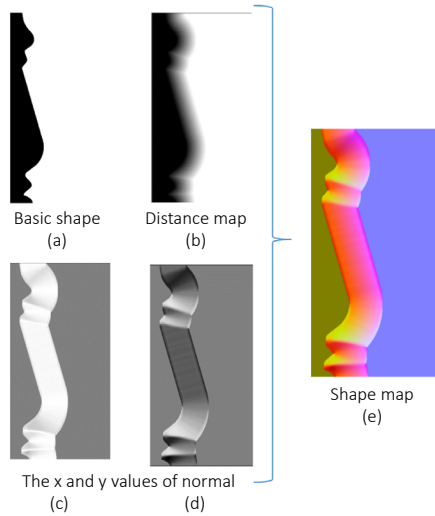 Basic shape
(a)
Distance map
(b)
The x and y values of normal
(c)
(d)
Shape map
(e)